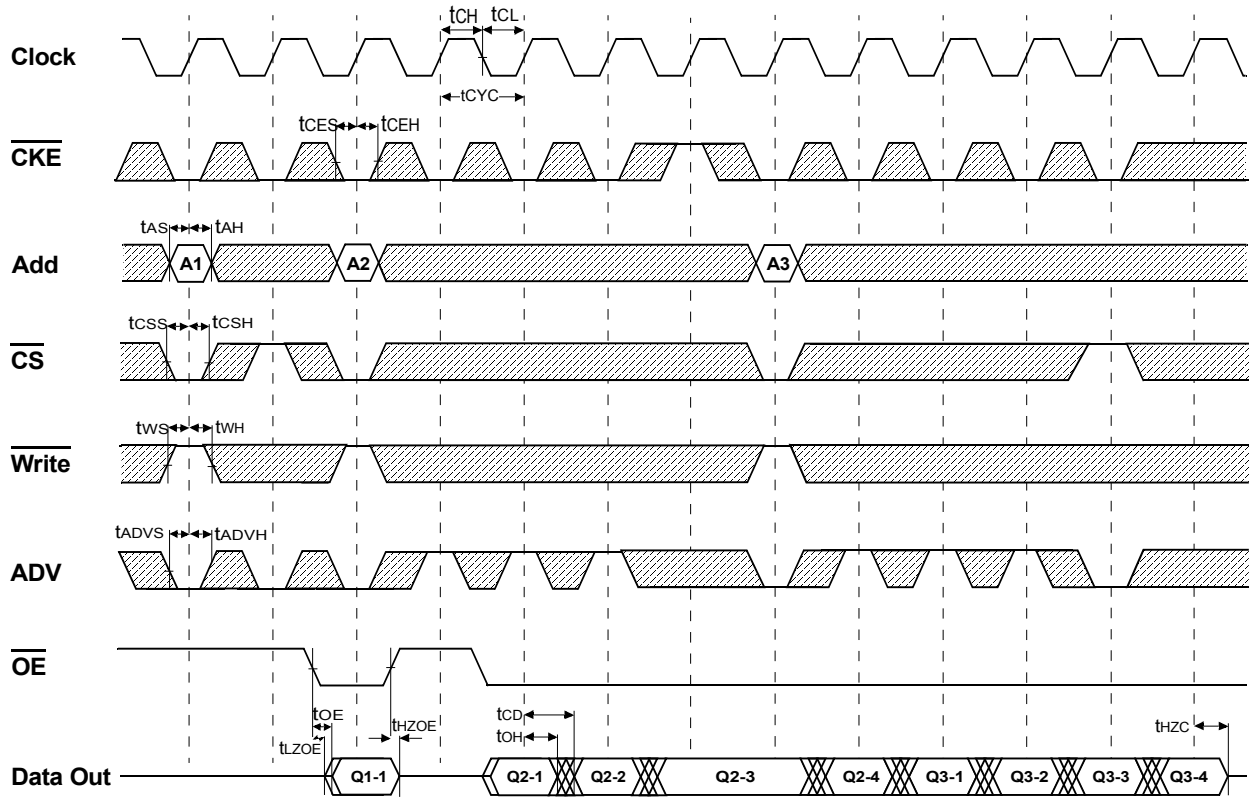 tCH tCL
Clock
tCYC
tCES tCEH
CKE
tAS tAH
Add A1 A2 A3
tCSS tCSH
CS
tWS tWH
Write
tADVS tADVH
ADV
OE
tOE tHZOE tCD tHZC
tLZOE tOH
Data Out Q1-1 Q2-1 Q2-2 Q2-3 Q2-4 Q3-1 Q3-2 Q3-3 Q3-4